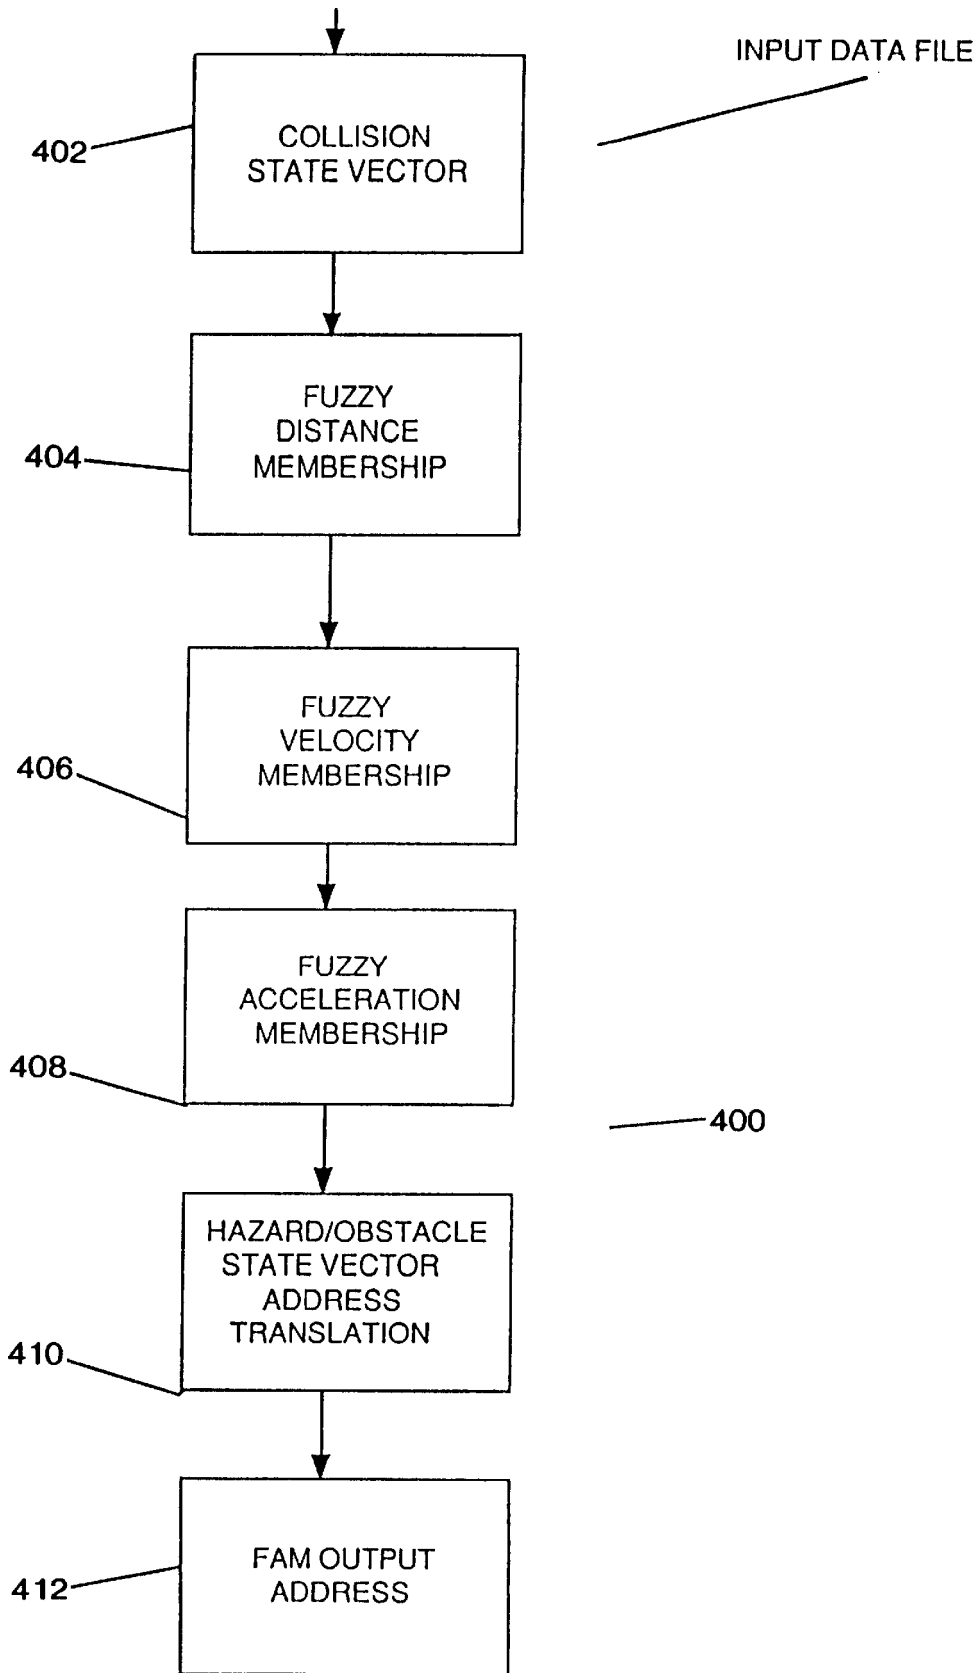 INPUT DATA FILE
COLLISION
STATE VECTOR
402
FUZZY
DISTANCE
MEMBERSHIP
404
FUZZY
VELOCITY
MEMBERSHIP
406
FUZZY
ACCELERATION
MEMBERSHIP
408
400
HAZARD/OBSTACLE
STATE VECTOR
ADDRESS
TRANSLATION
410
FAM OUTPUT
ADDRESS
412